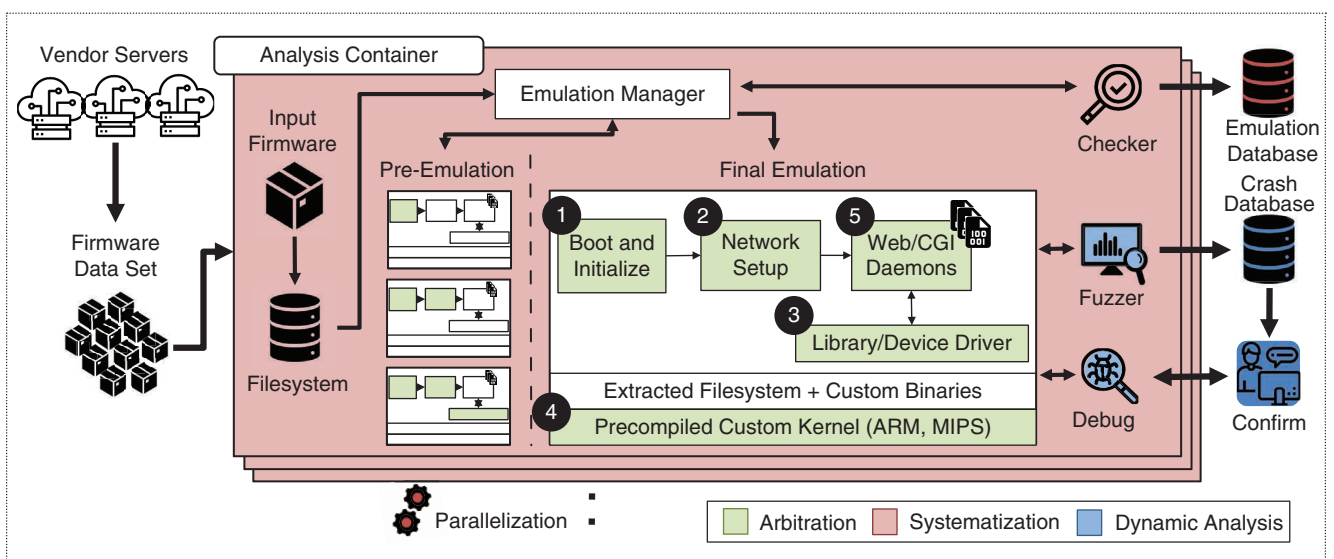 Vendor Servers
Analysis Container
Emulation Manager
Input
Firmware
Checker
Emulation
Database
Pre-Emulation
Final Emulation
Crash
Database
Firmware
Data Set
1
Boot and
Initialize
2
Network
Setup
5
Web/CGI
Daemons
100
001
Fuzzer
3
Library/Device Driver
Filesystem
Extracted Filesystem + Custom Binaries
4
Precompiled Custom Kernel (ARM, MIPS)
Debug
Confirm
Parallelization
Arbitration
Systematization
Dynamic Analysis